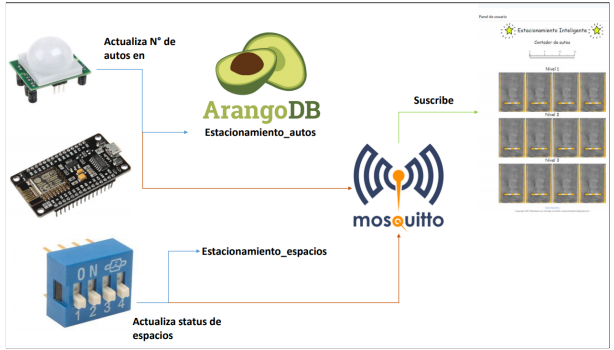 Panel de usuario
Estacionamiento Inteligente
Contador de autos
Nivel 1
Nivel 2
Nivel 3
Actualiza N° de
autos en
ArangoDB
Estacionamiento_autos
Suscribe
mosquitto
Estacionamiento_espacios
ON
1 2 3 4
Actualiza status de
espacios